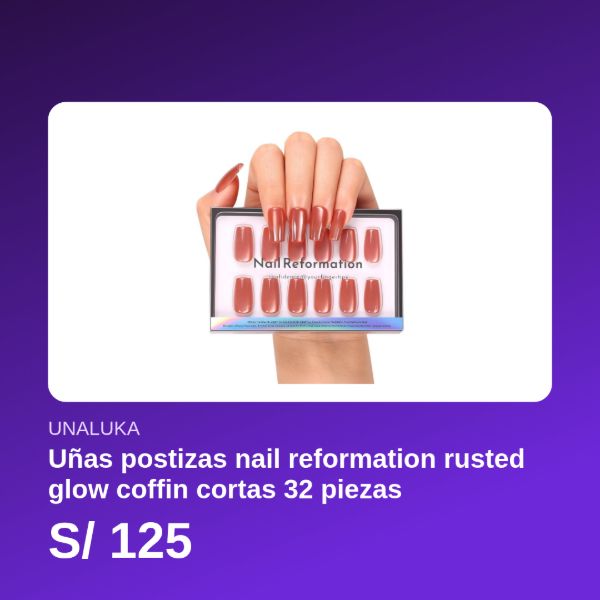 Nail Reformation
UNALUKA
Uñas postizas nail reformation rusted
glow coffin cortas 32 piezas
S/ 125